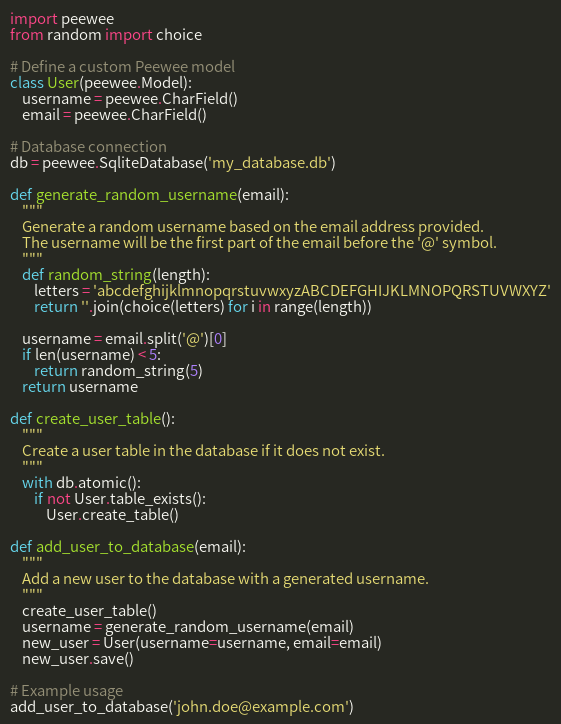 import peewee
from random import choice

# Define a custom Peewee model
class User(peewee.Model):
    username = peewee.CharField()
    email = peewee.CharField()

# Database connection
db = peewee.SqliteDatabase('my_database.db')

def generate_random_username(email):
    """
    Generate a random username based on the email address provided.
    The username will be the first part of the email before the '@' symbol.
    """
    def random_string(length):
        letters = 'abcdefghijklmnopqrstuvwxyzABCDEFGHIJKLMNOPQRSTUVWXYZ'
        return ''.join(choice(letters) for i in range(length))

    username = email.split('@')[0]
    if len(username) < 5:
        return random_string(5)
    return username

def create_user_table():
    """
    Create a user table in the database if it does not exist.
    """
    with db.atomic():
        if not User.table_exists():
            User.create_table()

def add_user_to_database(email):
    """
    Add a new user to the database with a generated username.
    """
    create_user_table()
    username = generate_random_username(email)
    new_user = User(username=username, email=email)
    new_user.save()

# Example usage
add_user_to_database('john.doe@example.com')